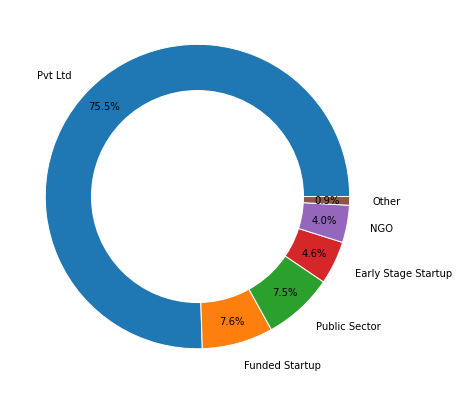 Pvt Ltd
75.5%
0.9%
Other
4.0%
NGO
4.6%
Early Stage Startup
7.5%
Public Sector
7.6%
Funded Startup